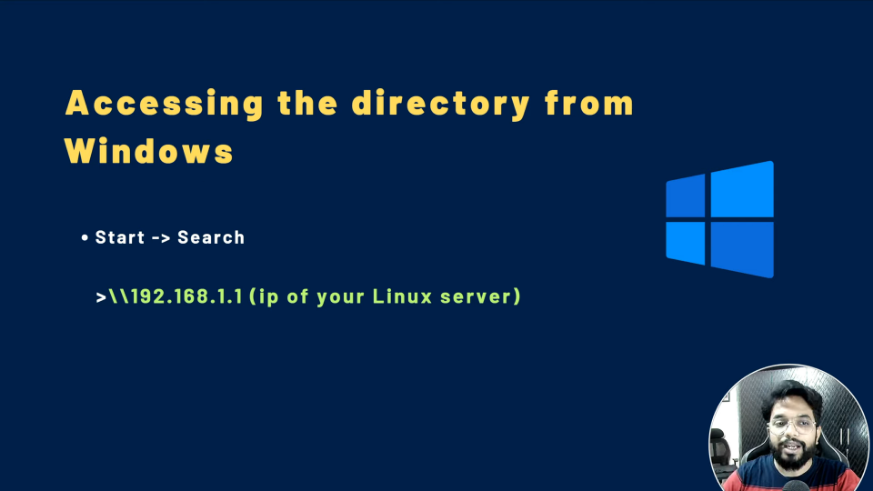 Accessing the directory from
Windows
• Start -> Search
>\\192.168.1.1 (ip of your Linux server)